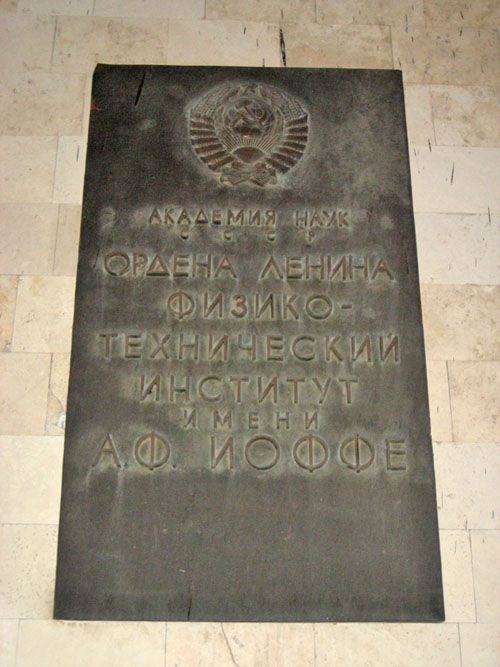 АКАДЕМИЯ НАУК
СССР
ОРДЕНА ЛЕНИНА
ФИЗИКО-
ТЕХНИЧЕСКИЙ
ИНСТИТУТ
ИМЕНИ
А.Ф. ИОФФЕ